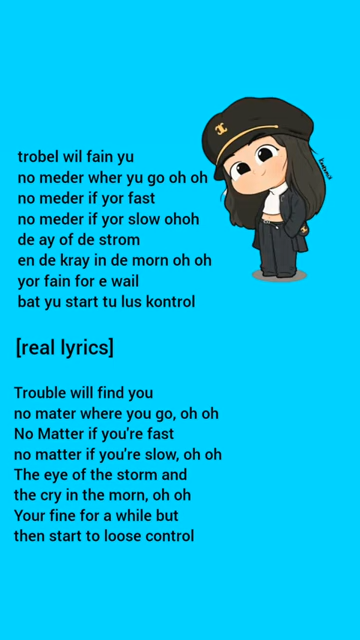 trobel wil fain yu
no meder wher yu go oh oh
no meder if yor fast
no meder if yor slow ohoh
de ay of de strom
en de kray in de morn oh oh
yor fain for e wail
bat yu start tu lus kontrol
[real lyrics]
Trouble will find you
no mater where you go, oh oh
No Matter if you're fast
no matter if you're slow, oh oh
The eye of the storm and
the cry in the morn, oh oh
Your fine for a while but
then start to loose control